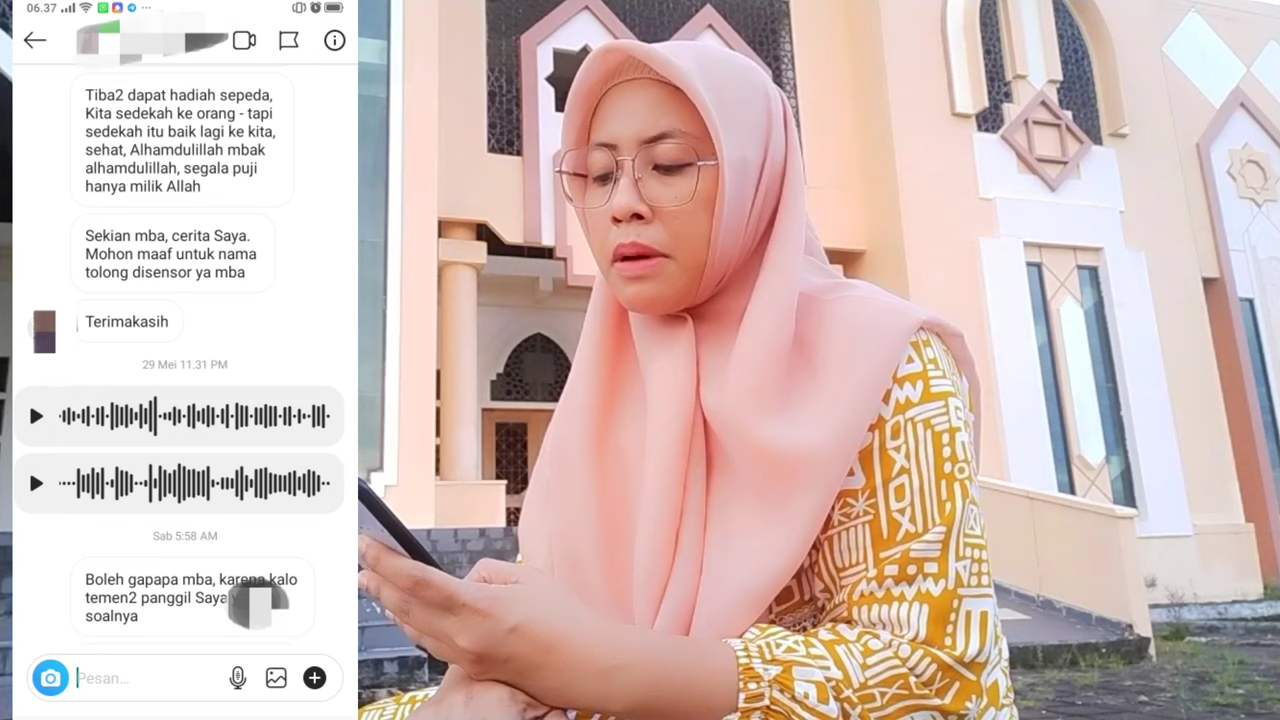 06.37
Tiba2 dapat hadiah sepeda,
Kita sedekah ke orang - tapi
sedekah itu baik lagi ke kita,
sehat, Alhamdulillah mbak
alhamdulillah, segala puji
hanya milik Allah
Sekian mba, cerita Saya.
Mohon maaf untuk nama
tolong disensor ya mba
Terimakasih
29 Mei 11.31 PM
Sab 5:58 AM
Boleh gapapa mba, karena kalo
temen2 panggil Saya
soalnya
Pesan...